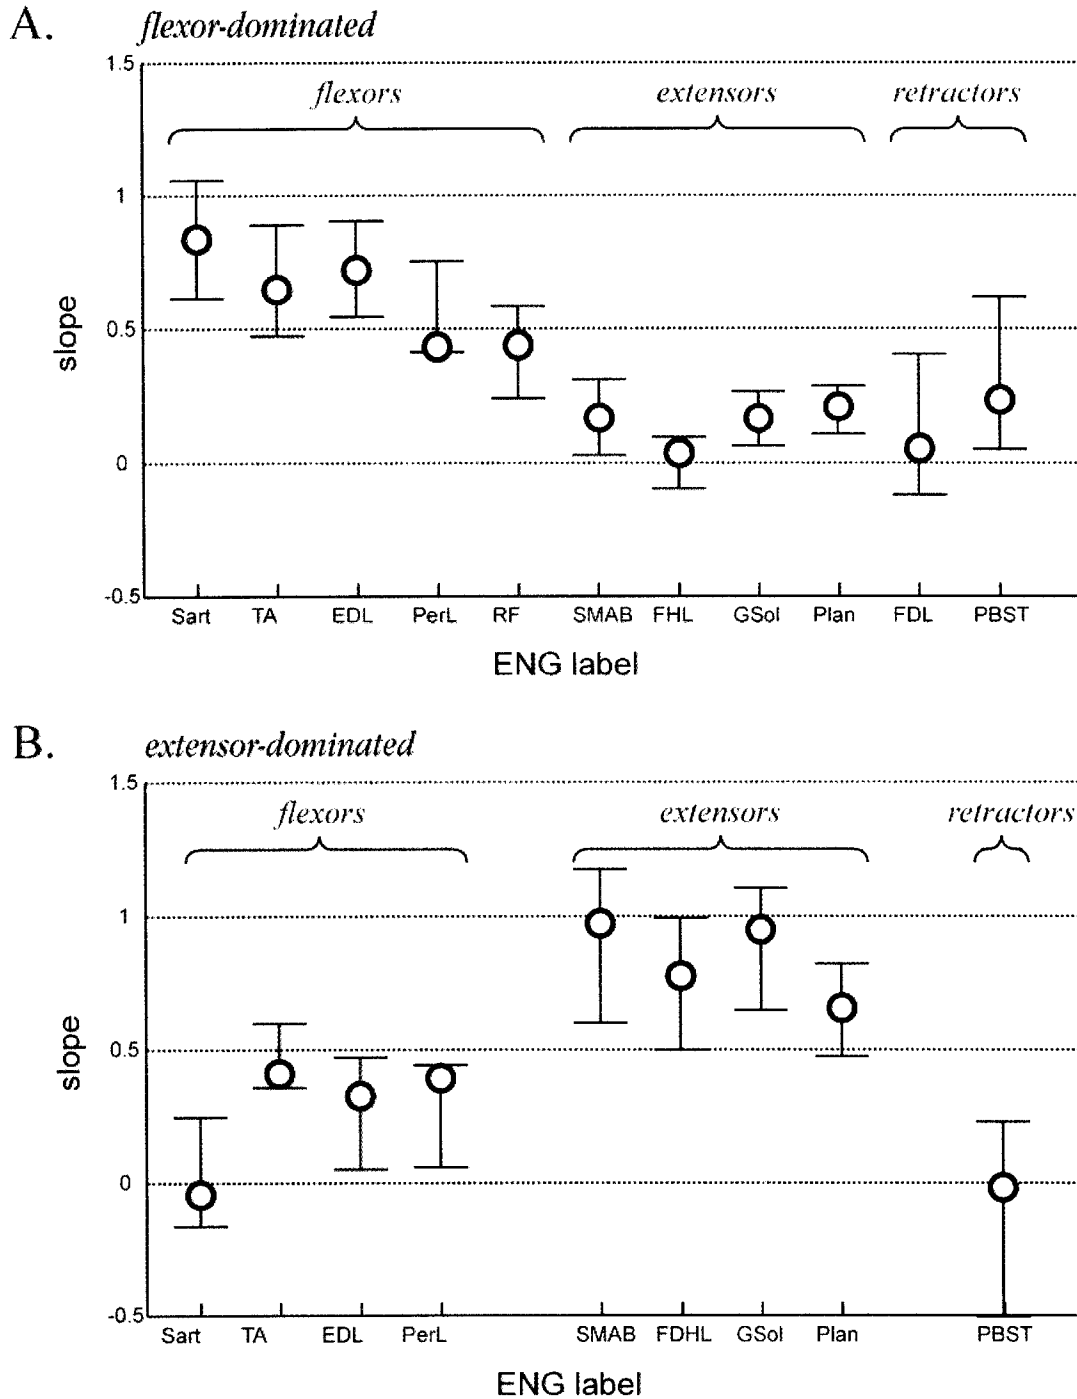 A. flexor-dominated
1.5
flexors extensors retractors
1
0.5
slope
0
-0.5
Sart TA EDL PerL RF SMAB FHL GSol Plan FDL PBST
ENG label
B. extensor-dominated
1.5
flexors extensors retractors
1
0.5
slope
0
-0.5
Sart TA EDL PerL SMAB FDHL GSol Plan PBST
ENG label